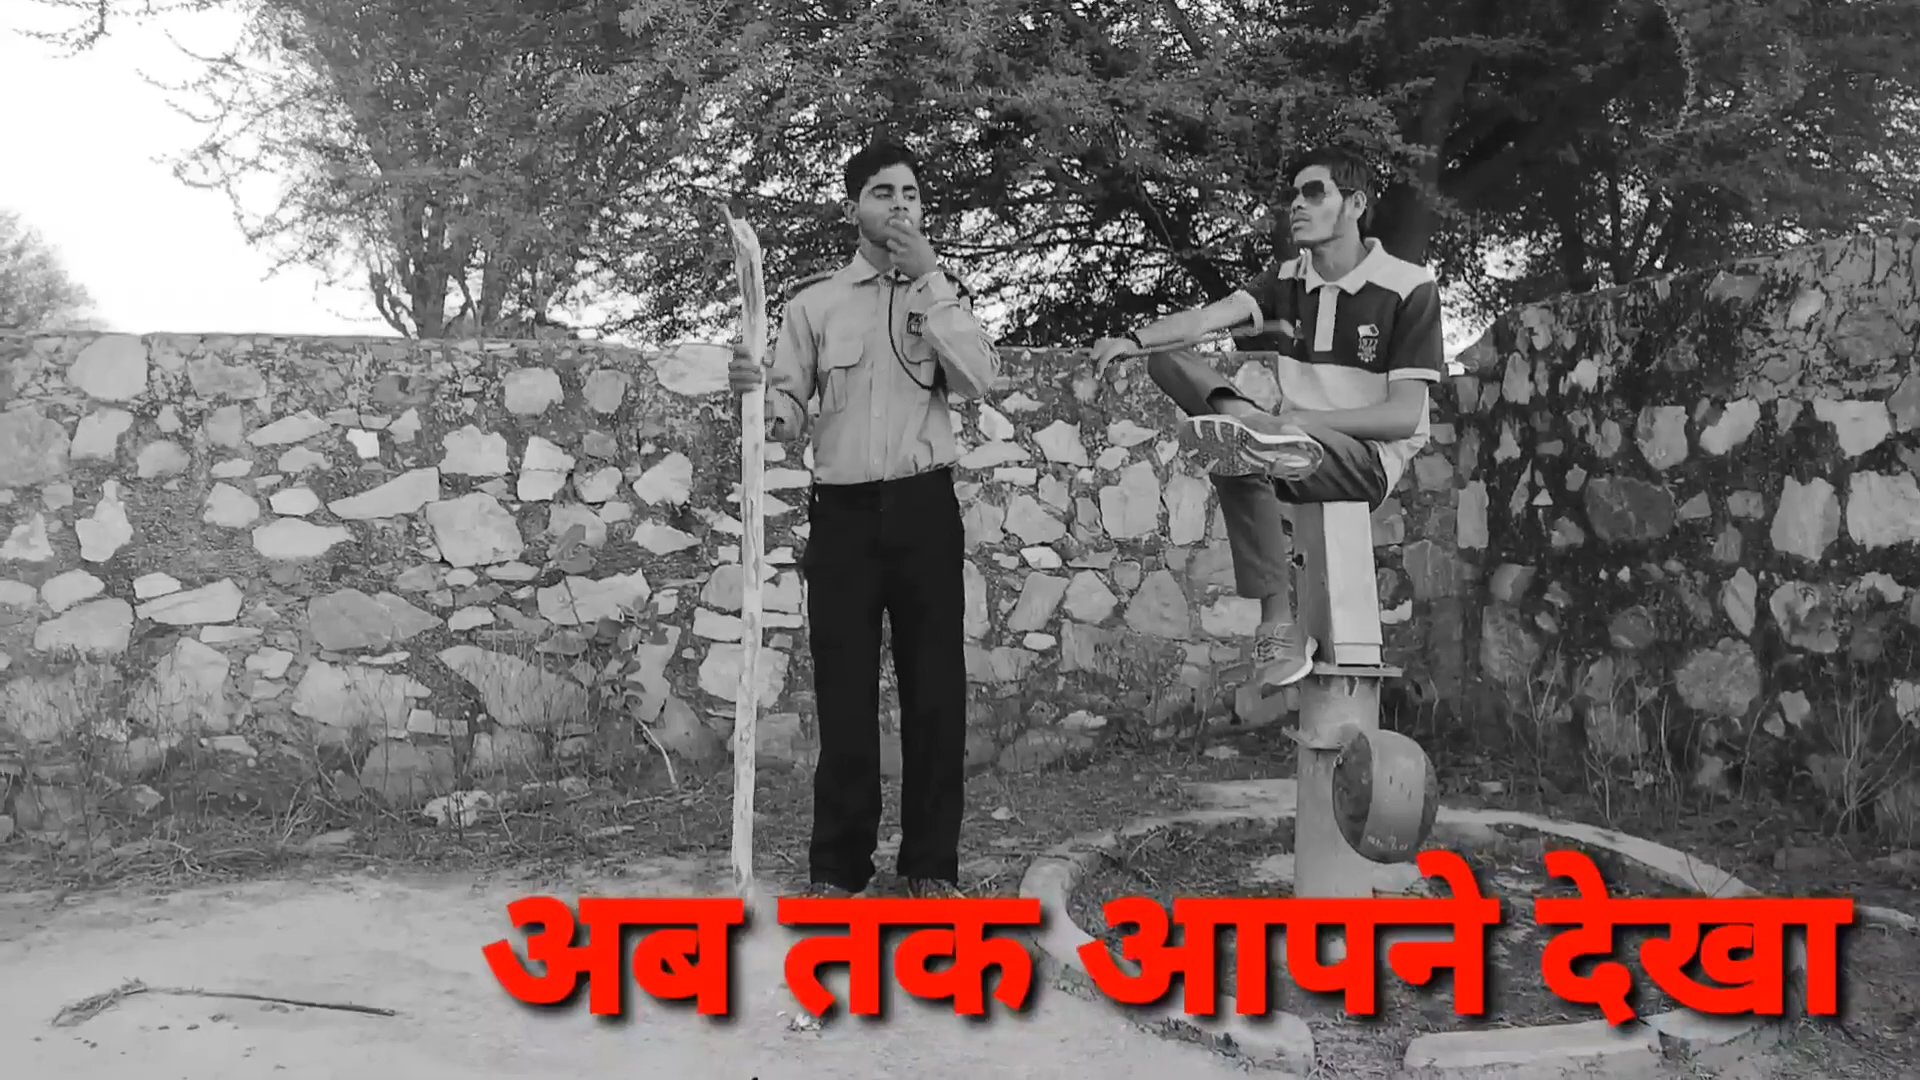 अब तक आपने देखा